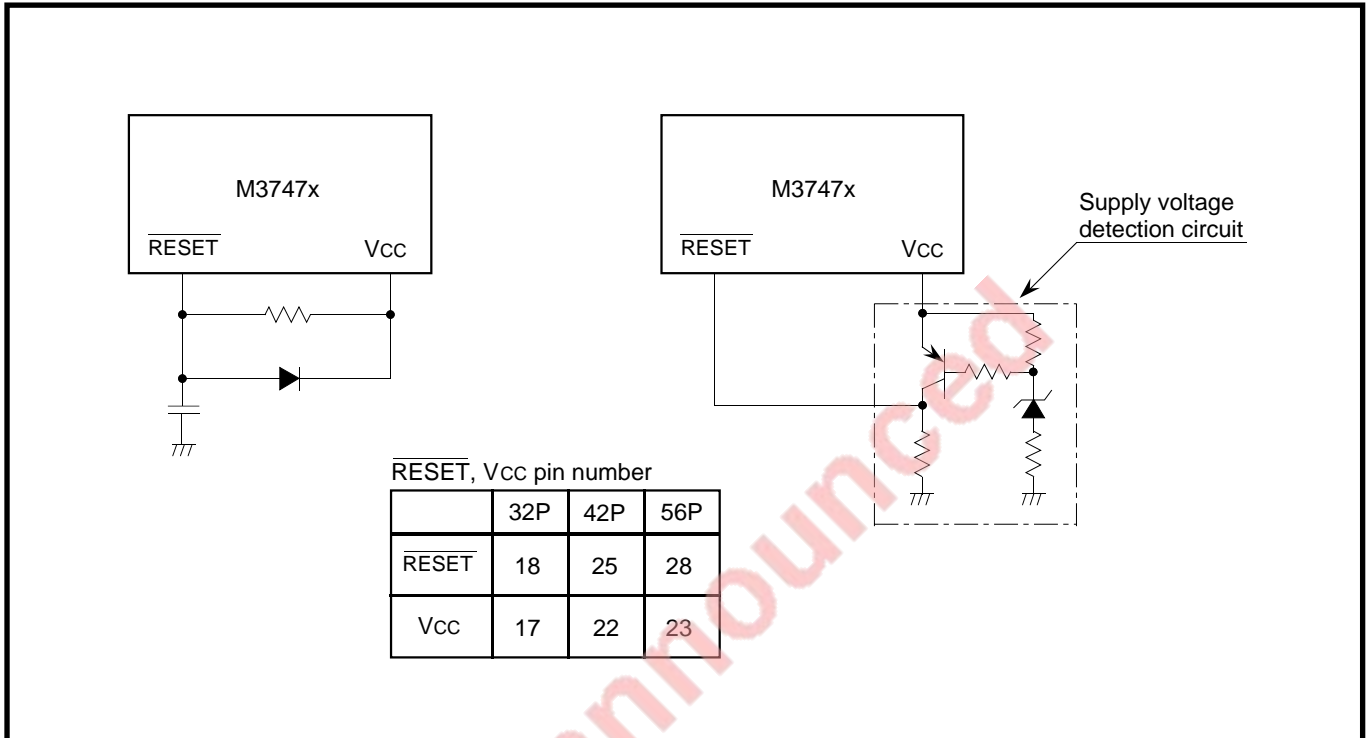 M3747x
RESET VCC
M3747x
RESET VCC
Supply voltage
detection circuit
RESET, VCC pin number
32P 42P 56P
RESET 18 25 28
VCC 17 22 23
nnounced